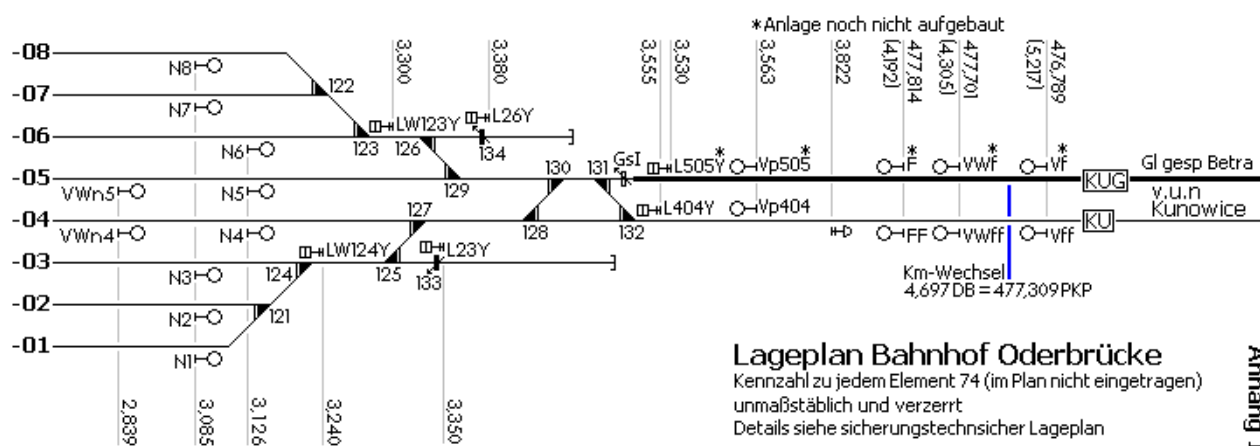 *Anlage noch nicht aufgebaut
3,300
3,380
3,555
3,530
3,563
3,822
(4,192)
477,814
(4,305)
477,701
(5,217)
476,789
-08
N8
122
-07
N7
LW123Y
L26Y
-06
123
126
134
N6
GsI
130
131
L505Y*
Vp505*
F*
VWf*
Vf*
Gl gesp Betra
-05
VWn5
N5
129
KUG
v.u.n
Kunowice
127
L404Y
Vp404
-04
VWn4
N4
128
132
FF
VWff
Vff
KU
LW124Y
L23Y
-03
N3
124
125
133
Km-Wechsel
4,697 DB = 477,309 PKP
-02
N2
121
-01
N1
2,839
3,085
3,126
3,240
3,350
Lageplan Bahnhof Oderbrücke
Kennzahl zu jedem Element 74 (im Plan nicht eingetragen)
unmaßstäblich und verzerrt
Details siehe sicherungstechnsicher Lageplan
Anhang